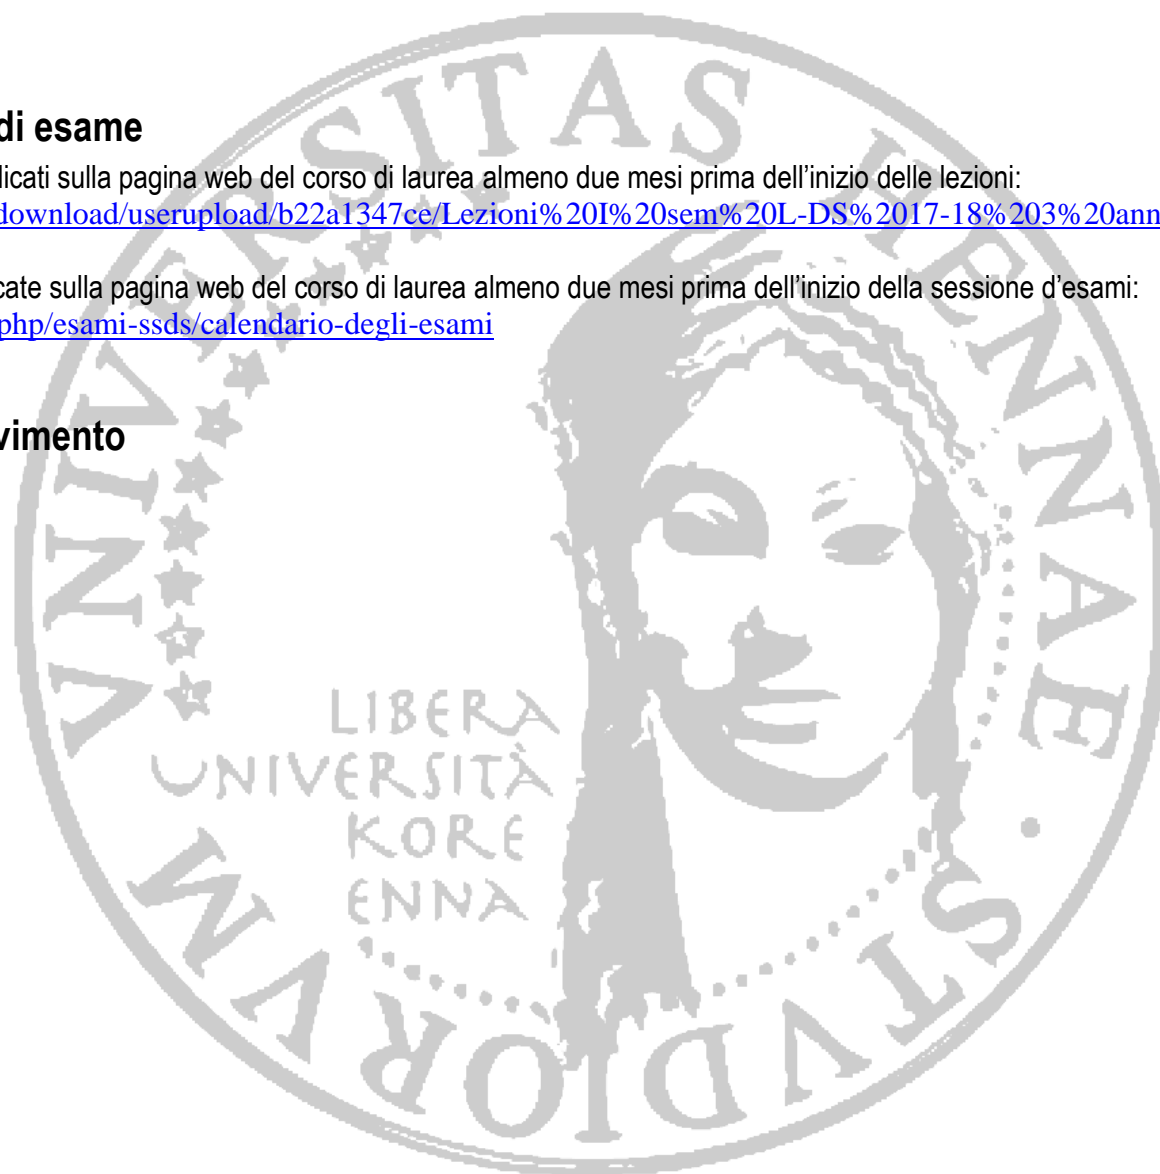 di esame
licati sulla pagina web del corso di laurea almeno due mesi prima dell’inizio delle lezioni:
download/userupload/b22a1347ce/Lezioni%20I%20sem%20L-DS%2017-18%203%20ann
cate sulla pagina web del corso di laurea almeno due mesi prima dell’inizio della sessione d’esami:
php/esami-ssds/calendario-degli-esami
vimento
VNIVERSITAS HENNAE · STVDIORVM
LIBERA
UNIVERSITÀ
KORE
ENNA